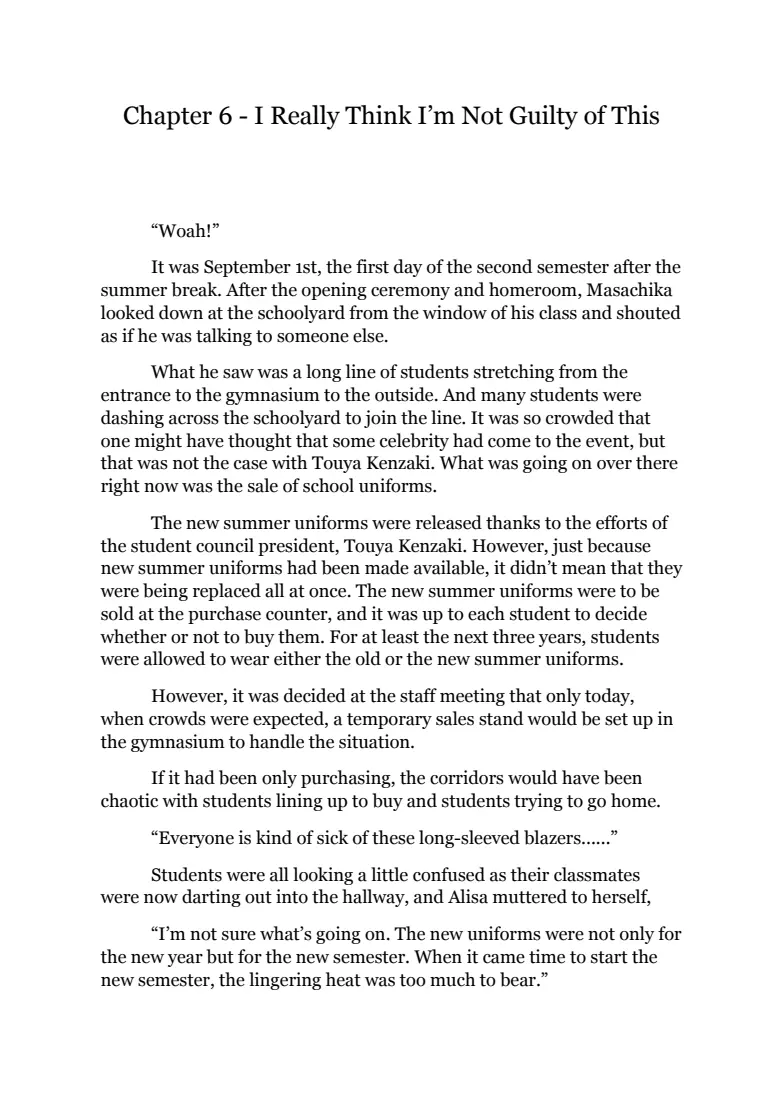 Chapter 6 - I Really Think I’m Not Guilty of This
“Woah!”
It was September 1st, the first day of the second semester after the
summer break. After the opening ceremony and homeroom, Masachika
looked down at the schoolyard from the window of his class and shouted
as if he was talking to someone else.
What he saw was a long line of students stretching from the
entrance to the gymnasium to the outside. And many students were
dashing across the schoolyard to join the line. It was so crowded that
one might have thought that some celebrity had come to the event, but
that was not the case with Touya Kenzaki. What was going on over there
right now was the sale of school uniforms.
The new summer uniforms were released thanks to the efforts of
the student council president, Touya Kenzaki. However, just because
new summer uniforms had been made available, it didn’t mean that they
were being replaced all at once. The new summer uniforms were to be
sold at the purchase counter, and it was up to each student to decide
whether or not to buy them. For at least the next three years, students
were allowed to wear either the old or the new summer uniforms.
However, it was decided at the staff meeting that only today,
when crowds were expected, a temporary sales stand would be set up in
the gymnasium to handle the situation.
If it had been only purchasing, the corridors would have been
chaotic with students lining up to buy and students trying to go home.
“Everyone is kind of sick of these long-sleeved blazers……”
Students were all looking a little confused as their classmates
were now darting out into the hallway, and Alisa muttered to herself,
“I’m not sure what’s going on. The new uniforms were not only for
the new year but for the new semester. When it came time to start the
new semester, the lingering heat was too much to bear.”